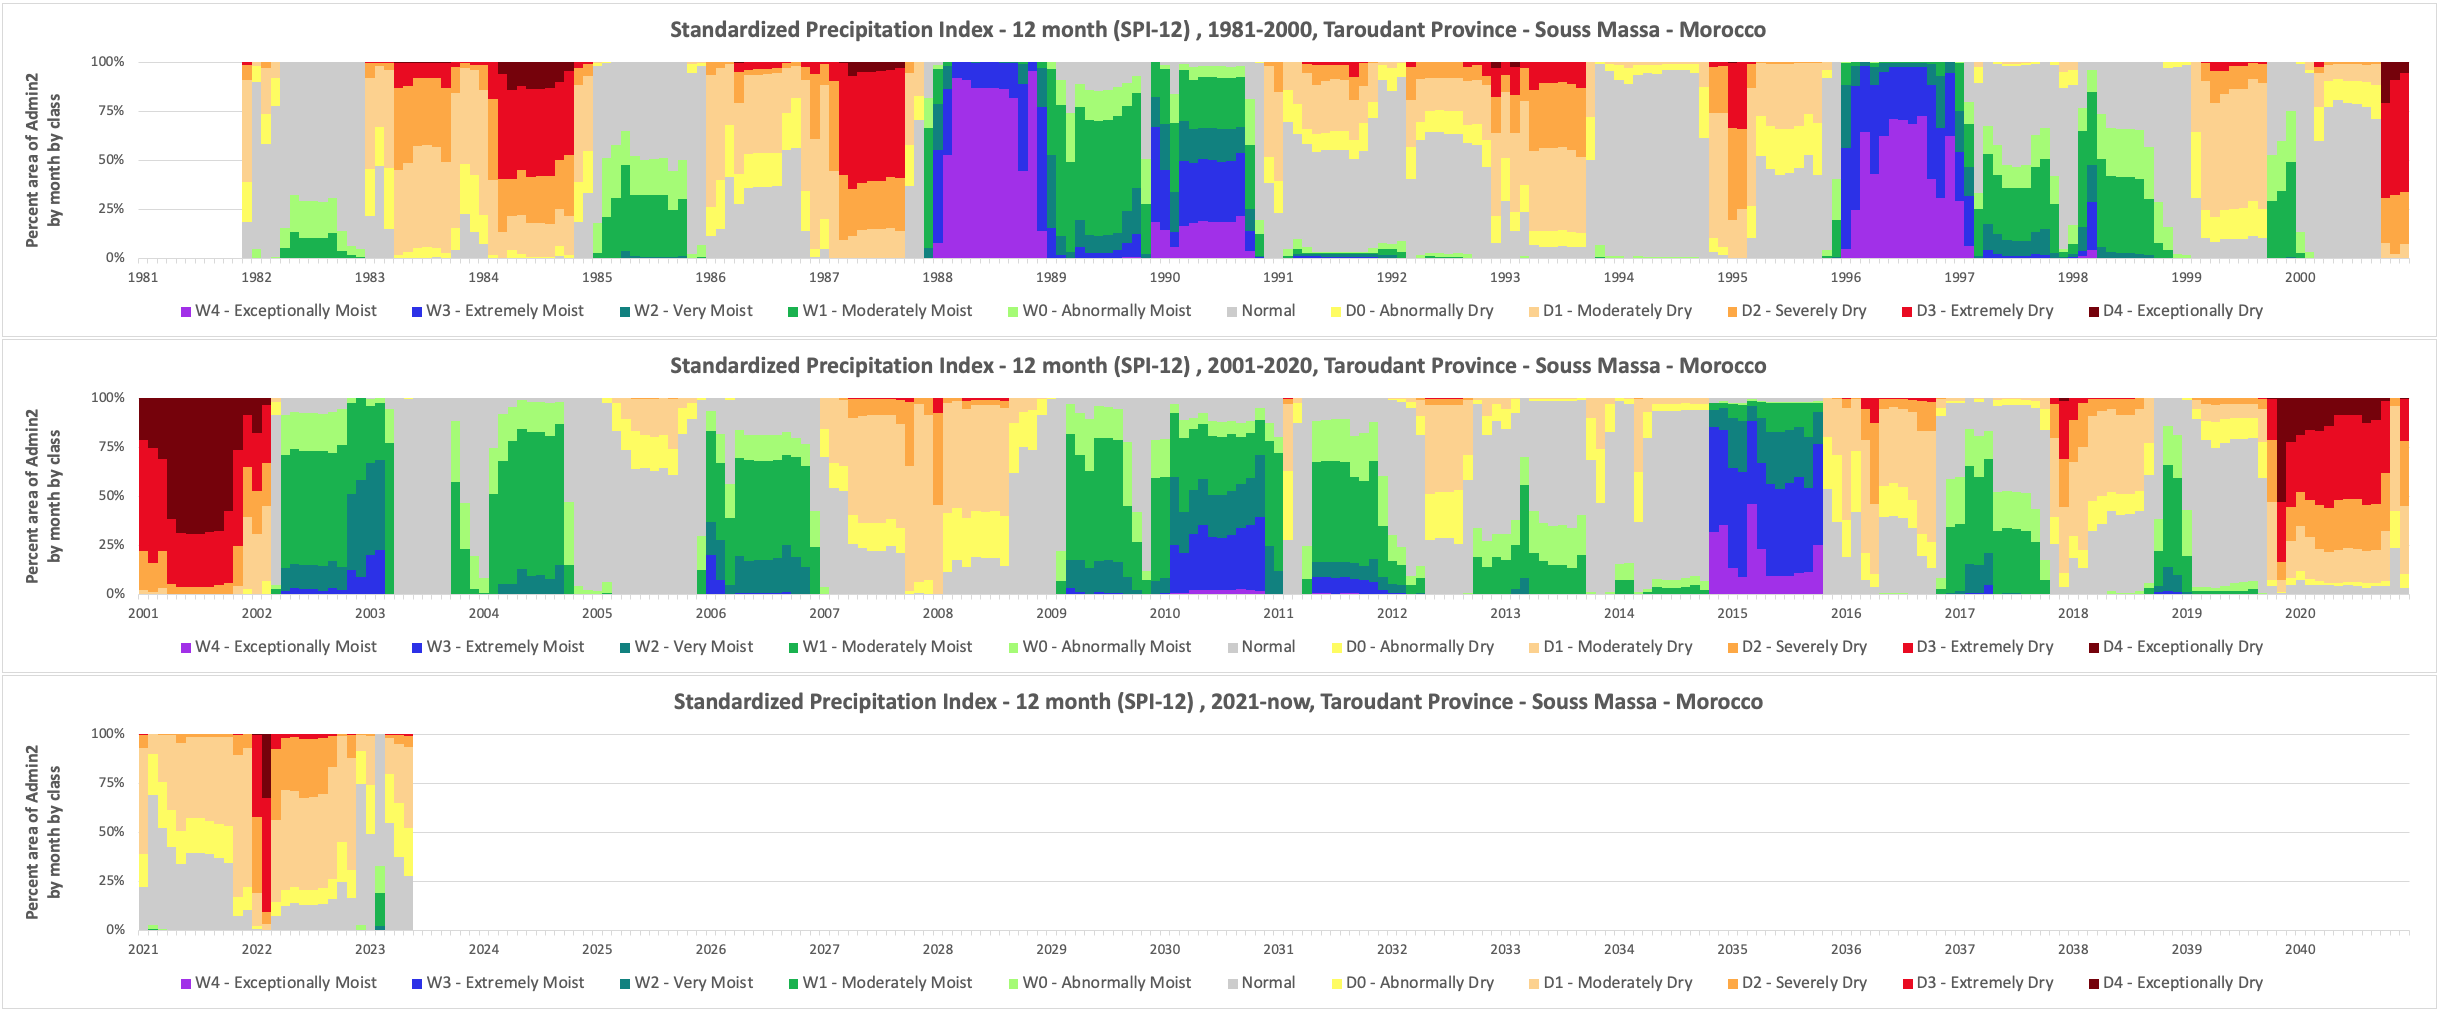 Standardized Precipitation Index - 12 month (SPI-12) , 1981-2000, Taroudant Province - Souss Massa - Morocco
Percent area of Admin2
by month by class
100%
75%
50%
25%
0%
1981 1982 1983 1984 1985 1986 1987 1988 1989 1990 1991 1992 1993 1994 1995 1996 1997 1998 1999 2000
W4 - Exceptionally Moist W3 - Extremely Moist W2 - Very Moist W1 - Moderately Moist W0 - Abnormally Moist Normal D0 - Abnormally Dry D1 - Moderately Dry D2 - Severely Dry D3 - Extremely Dry D4 - Exceptionally Dry
Standardized Precipitation Index - 12 month (SPI-12) , 2001-2020, Taroudant Province - Souss Massa - Morocco
Percent area of Admin2
by month by class
100%
75%
50%
25%
0%
2001 2002 2003 2004 2005 2006 2007 2008 2009 2010 2011 2012 2013 2014 2015 2016 2017 2018 2019 2020
W4 - Exceptionally Moist W3 - Extremely Moist W2 - Very Moist W1 - Moderately Moist W0 - Abnormally Moist Normal D0 - Abnormally Dry D1 - Moderately Dry D2 - Severely Dry D3 - Extremely Dry D4 - Exceptionally Dry
Standardized Precipitation Index - 12 month (SPI-12) , 2021-now, Taroudant Province - Souss Massa - Morocco
Percent area of Admin2
by month by class
100%
75%
50%
25%
0%
2021 2022 2023 2024 2025 2026 2027 2028 2029 2030 2031 2032 2033 2034 2035 2036 2037 2038 2039 2040
W4 - Exceptionally Moist W3 - Extremely Moist W2 - Very Moist W1 - Moderately Moist W0 - Abnormally Moist Normal D0 - Abnormally Dry D1 - Moderately Dry D2 - Severely Dry D3 - Extremely Dry D4 - Exceptionally Dry